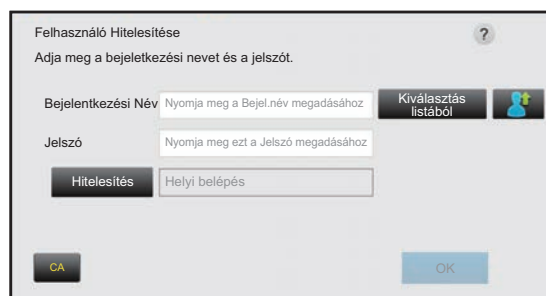 Felhasználó Hitelesítése
?
Adja meg a bejeletkezési nevet és a jelszót.
Bejelentkezési Név
Nyomja meg a Bejel.név megadásához
Kiválasztás
listából
Jelszó
Nyomja meg ezt a Jelszó megadásához
Hitelesítés
Helyi belépés
CA
OK